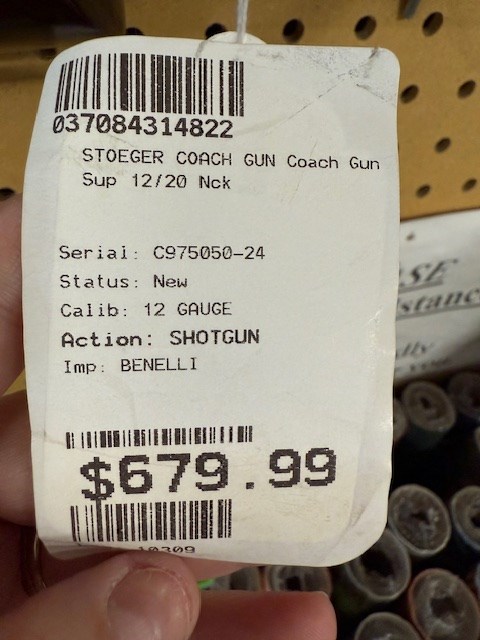 037084314822
STOEGER COACH GUN Coach Gun
Sup 12/20 Nck
Serial: C975050-24
Status: New
Calib: 12 GAUGE
Action: SHOTGUN
Imp: BENELLI
$679.99
10309